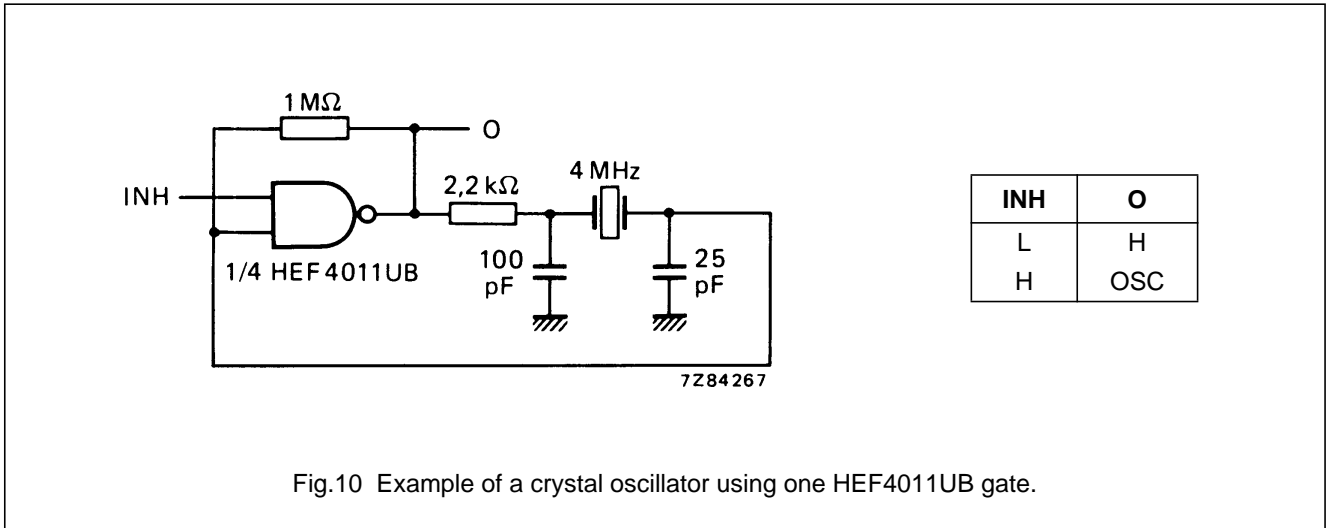 1 MΩ
O
INH
2,2 kΩ
4 MHz
1/4 HEF4011UB
100
pF
25
pF
7Z84267
INH O
L H
H OSC
Fig.10 Example of a crystal oscillator using one HEF4011UB gate.